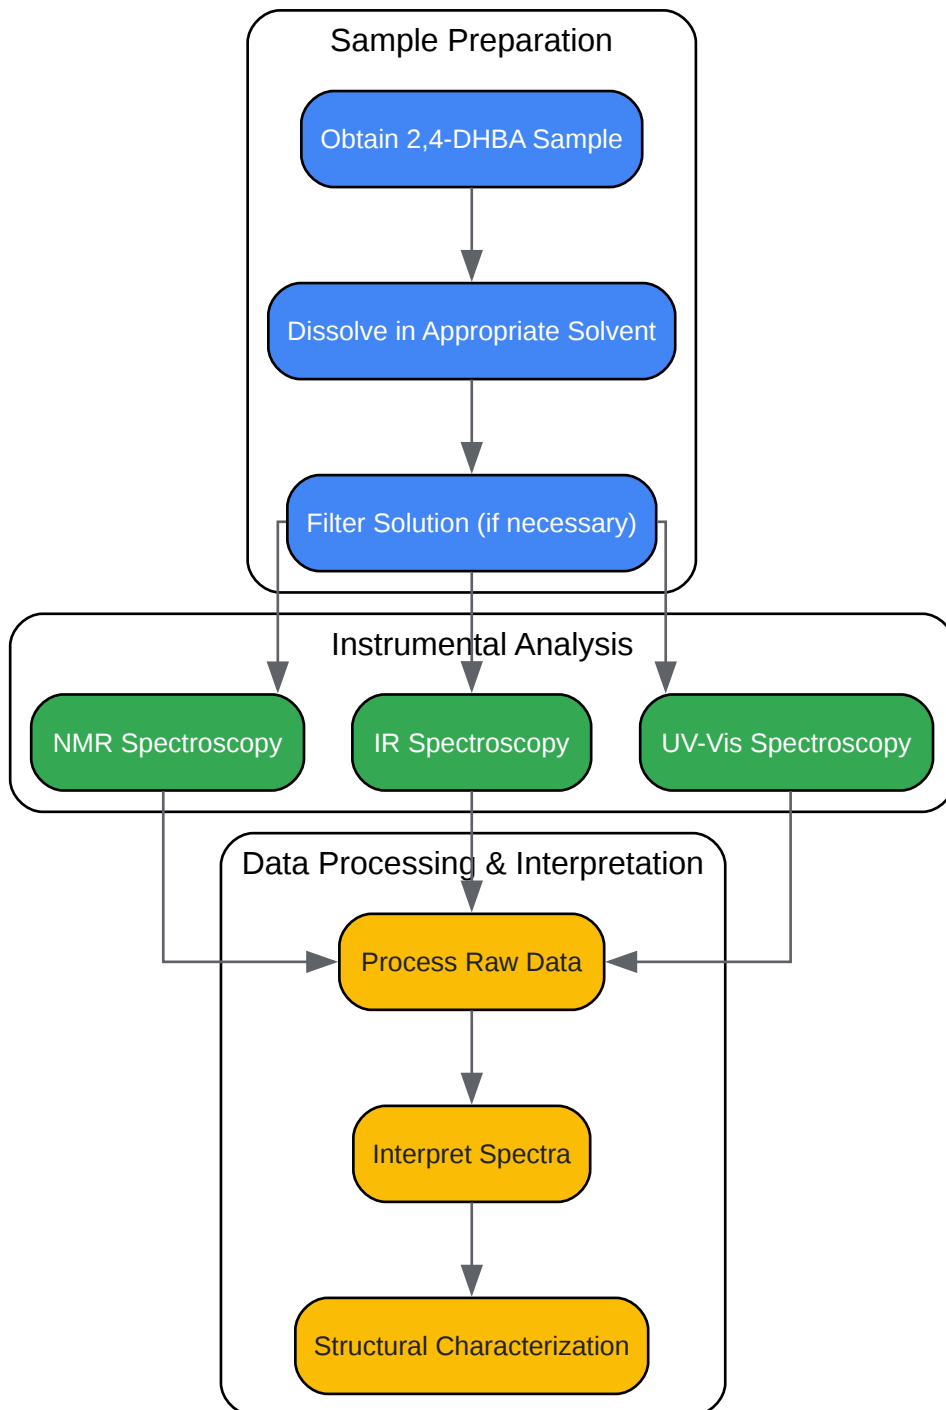 Sample Preparation
Obtain 2,4-DHBA Sample
Dissolve in Appropriate Solvent
Filter Solution (if necessary)
Instrumental Analysis
NMR Spectroscopy
IR Spectroscopy
UV-Vis Spectroscopy
Data Processing & Interpretation
Process Raw Data
Interpret Spectra
Structural Characterization